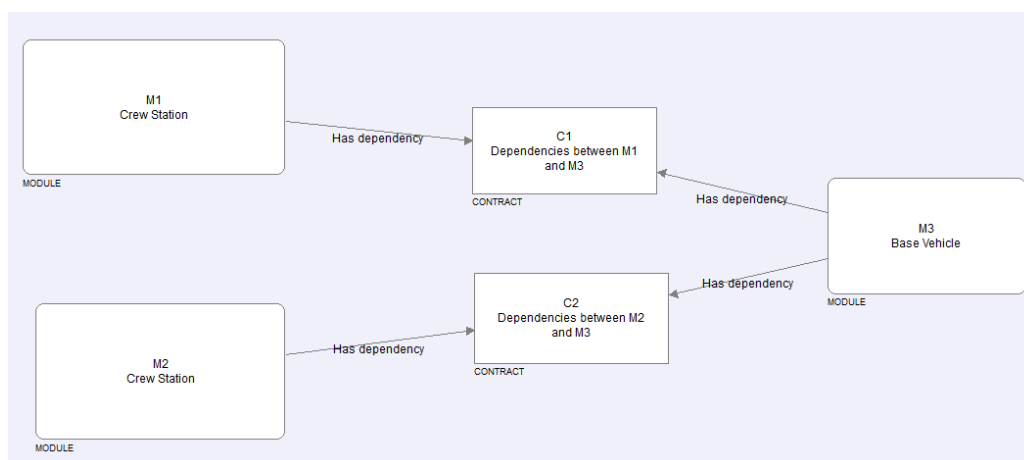 M1
Crew Station
MODULE
Has dependency
C1
Dependencies between M1
and M3
CONTRACT
Has dependency
M3
Base Vehicle
MODULE
Has dependency
C2
Dependencies between M2
and M3
CONTRACT
Has dependency
M2
Crew Station
MODULE